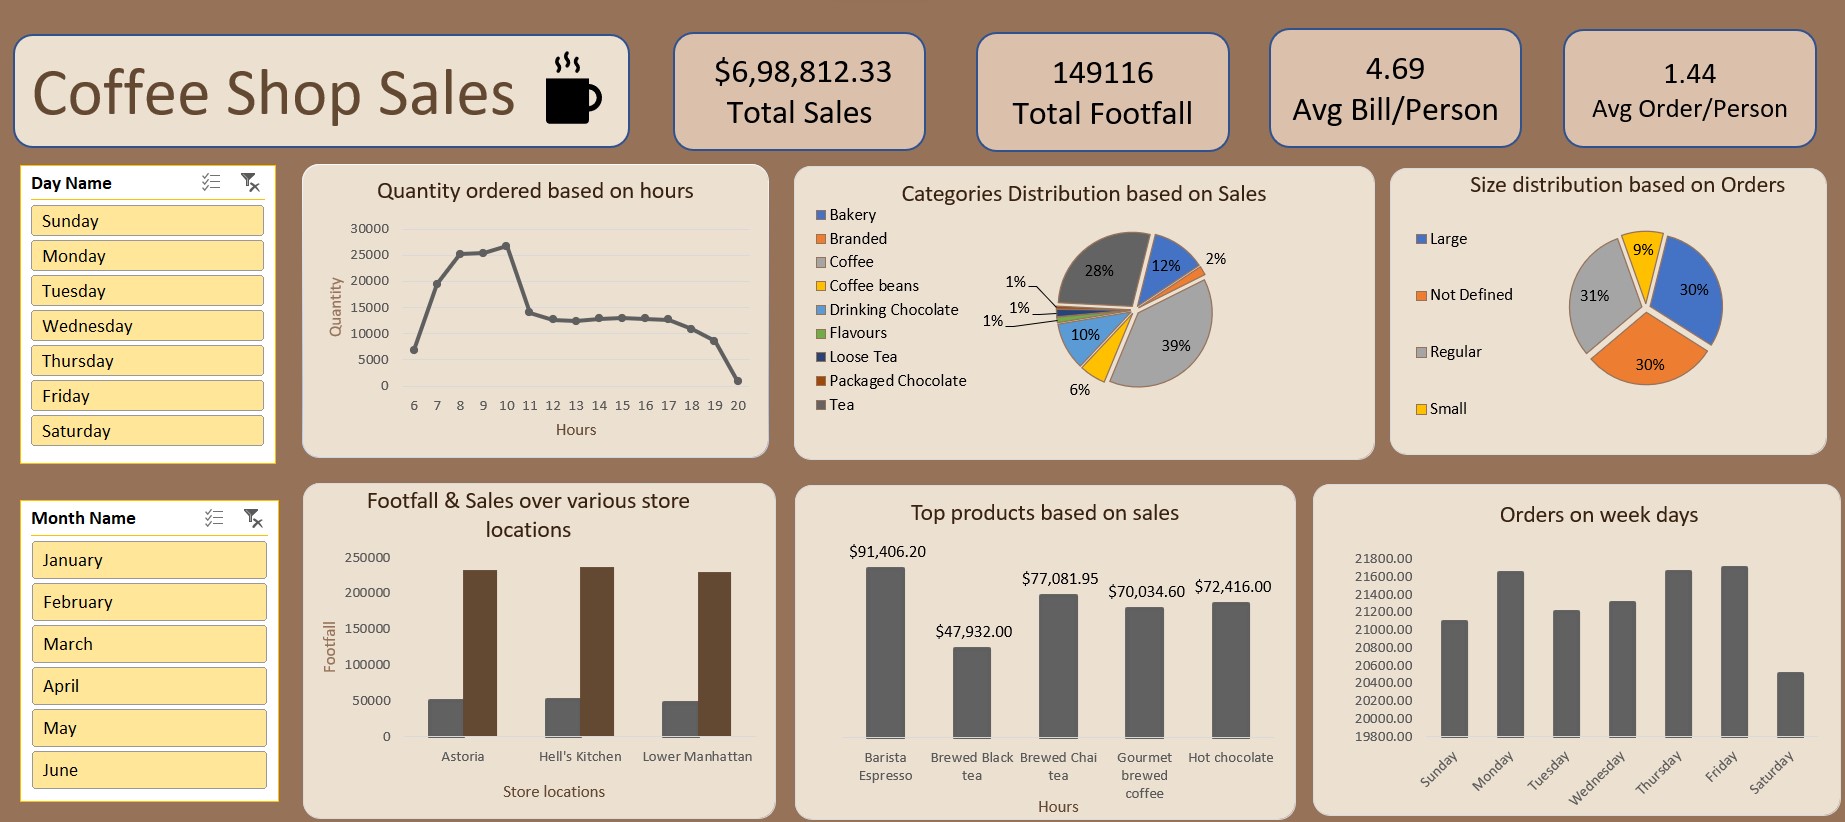 Coffee Shop Sales
$6,98,812.33
Total Sales
149116
Total Footfall
4.69
Avg Bill/Person
1.44
Avg Order/Person
Day Name
Sunday
Monday
Tuesday
Wednesday
Thursday
Friday
Saturday
Quantity ordered based on hours
30000
25000
20000
15000
10000
5000
0
Quantity
6 7 8 9 10 11 12 13 14 15 16 17 18 19 20
Hours
Categories Distribution based on Sales
Bakery
Branded
Coffee
Coffee beans
Drinking Chocolate
Flavours
Loose Tea
Packaged Chocolate
Tea
12%
2%
39%
6%
10%
1%
1%
1%
28%
Size distribution based on Orders
Large
Not Defined
Regular
Small
9%
30%
30%
31%
Month Name
January
February
March
April
May
June
Footfall & Sales over various store
locations
250000
200000
150000
100000
50000
0
Footfall
Astoria Hell's Kitchen Lower Manhattan
Store locations
Top products based on sales
$91,406.20
$47,932.00
$77,081.95
$70,034.60
$72,416.00
Barista
Espresso
Brewed Black
tea
Brewed Chai
tea
Gourmet
brewed
coffee
Hot chocolate
Hours
Orders on week days
21800.00
21600.00
21400.00
21200.00
21000.00
20800.00
20600.00
20400.00
20200.00
20000.00
19800.00
Sunday
Monday
Tuesday
Wednesday
Thursday
Friday
Saturday